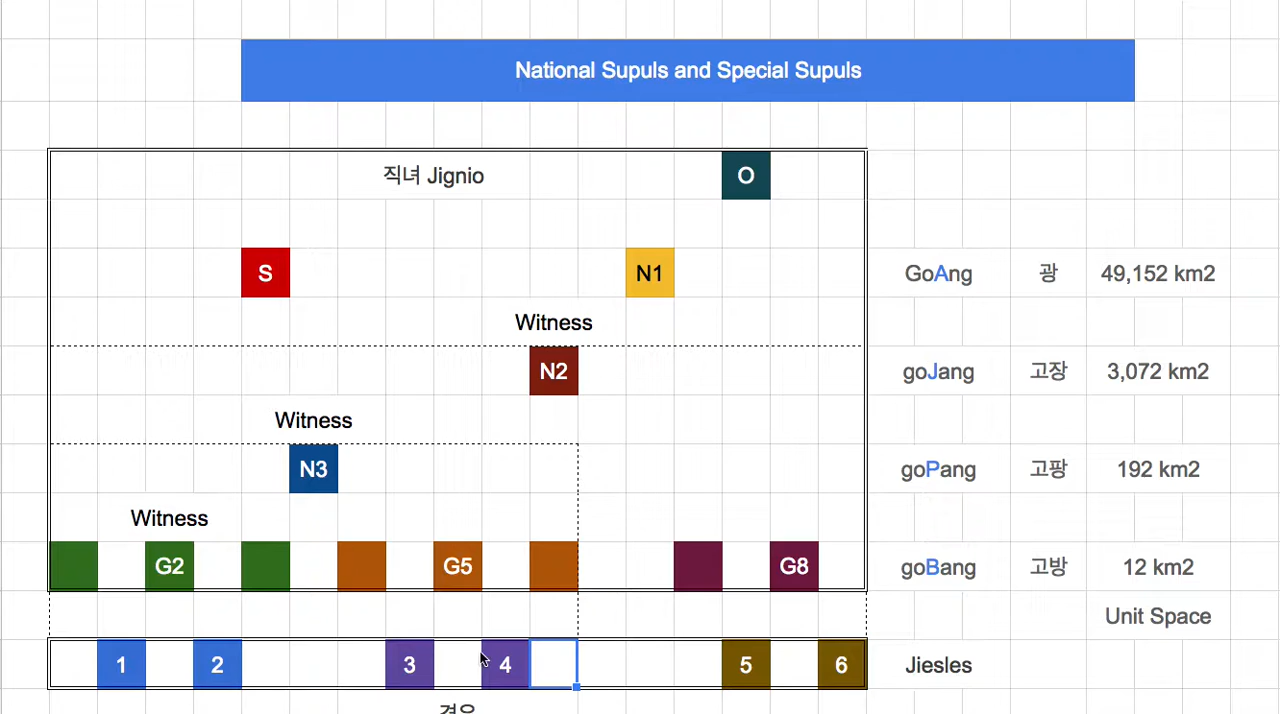 National Supuls and Special Supuls
직녀 Jignio
O
S
N1
GoAng 광 49,152 km2
Witness
N2
goJang 고장 3,072 km2
Witness
N3
goPang 고팡 192 km2
Witness
G2
G5
G8
goBang 고방 12 km2
Unit Space
1
2
3
4
5
6
Jiesles
견우